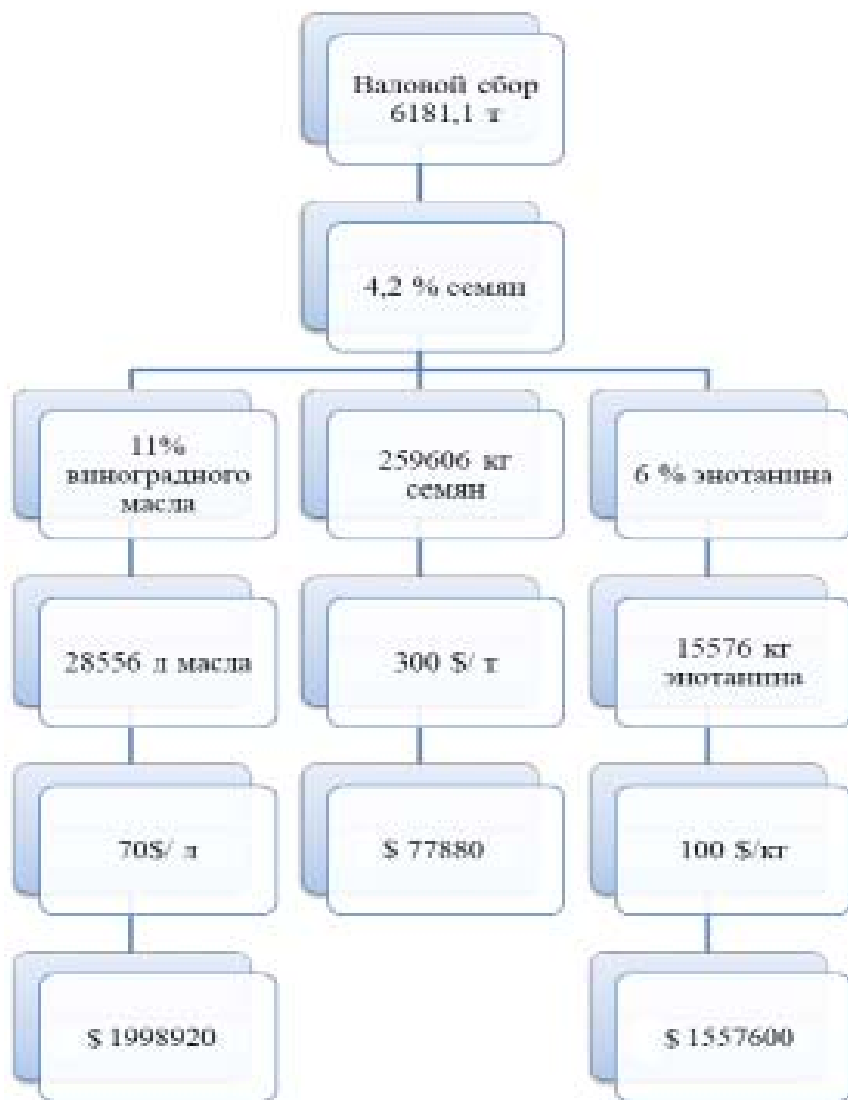 Валовой сбор
6181,1 т
4,2 % семян
11%
виноградного
масла
259606 кг
семян
6 % энотанина
28556 л масла
300 $/ т
15576 кг
энотанина
70$/ л
$ 77880
100 $/кг
$ 1998920
$ 1557600